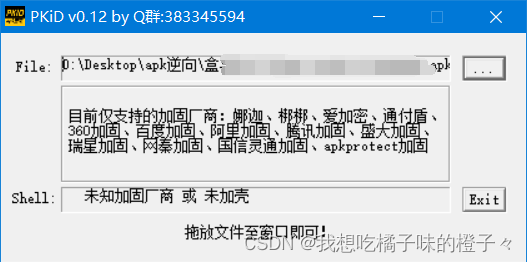 PKiD v0.12 by Q群:383345594
File: O:\Desktop\apk逆向\盒 apk ...
目前仅支持的加固厂商:娜迦、梆梆、爱加密、通付盾、
360加固、百度加固、阿里加固、腾讯加固、盛大加固、
瑞星加固、网秦加固、国信灵通加固、apkprotect加固
Shell: 未知加固厂商 或 未加壳 Exit
拖放文件至窗口即可!
CSDN @我想吃橘子味的橙子々